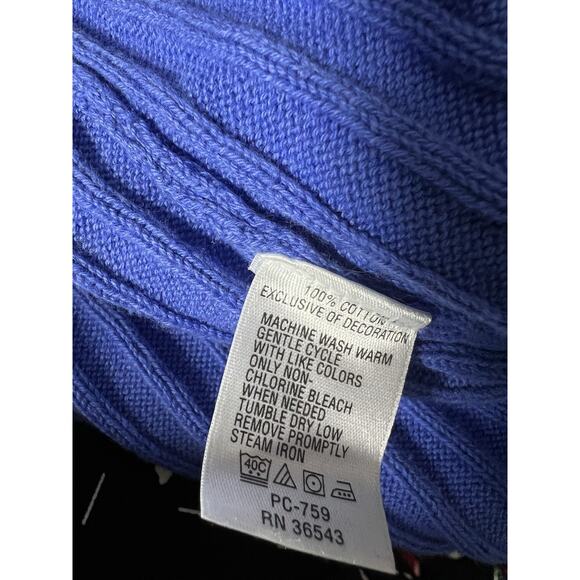 100% COTTON
EXCLUSIVE OF DECORATION
MACHINE WASH WARM
GENTLE CYCLE
WITH LIKE COLORS
ONLY NON-
CHLORINE BLEACH
WHEN NEEDED
TUMBLE DRY LOW
REMOVE PROMPTLY
STEAM IRON
40C
PC-759
RN 36543